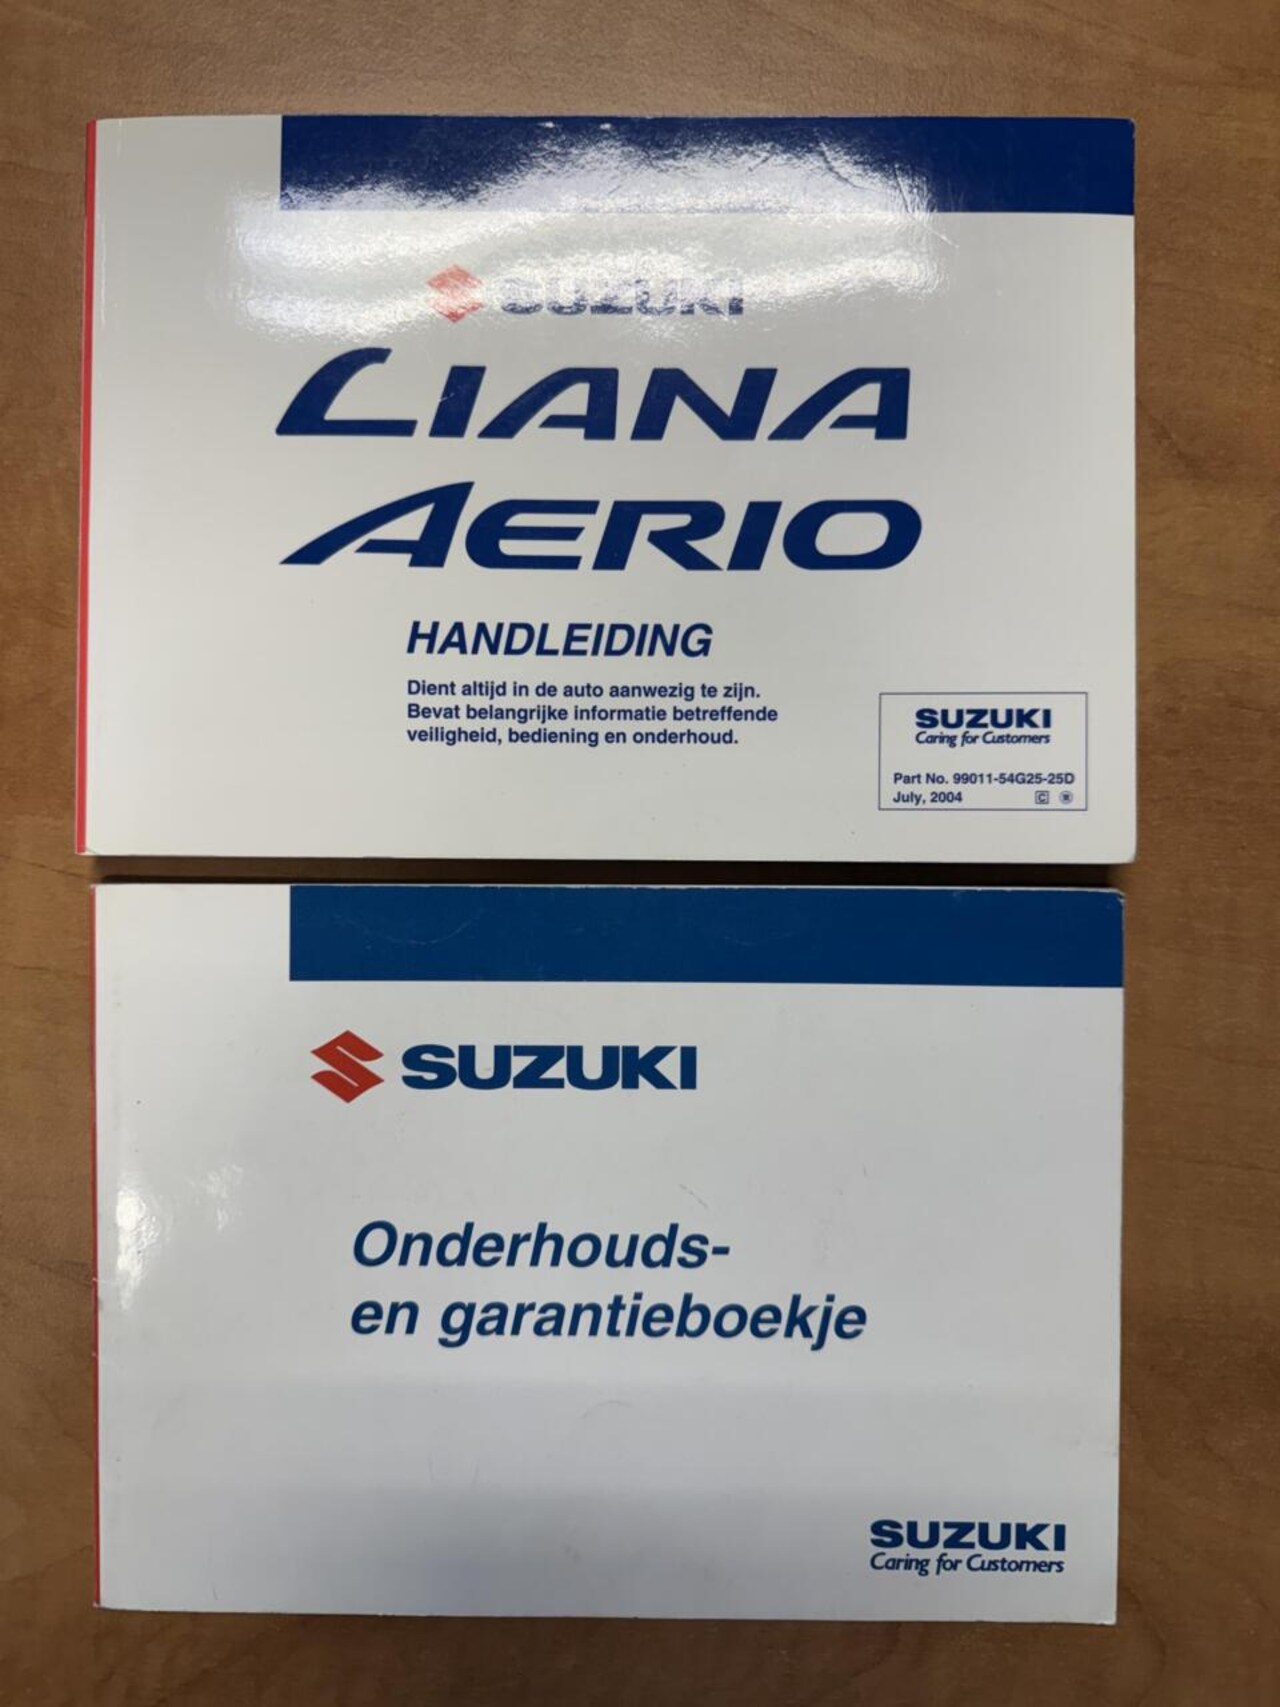 SUZUKI
LIANA
AERIO
HANDLEIDING
Dient altijd in de auto aanwezig te zijn.
Bevat belangrijke informatie betreffende
veiligheid, bediening en onderhoud.
SUZUKI
Caring for Customers
Part No. 99011-54G25-25D
July, 2004 C
SUZUKI
Onderhouds-
en garantieboekje
SUZUKI
Caring for Customers